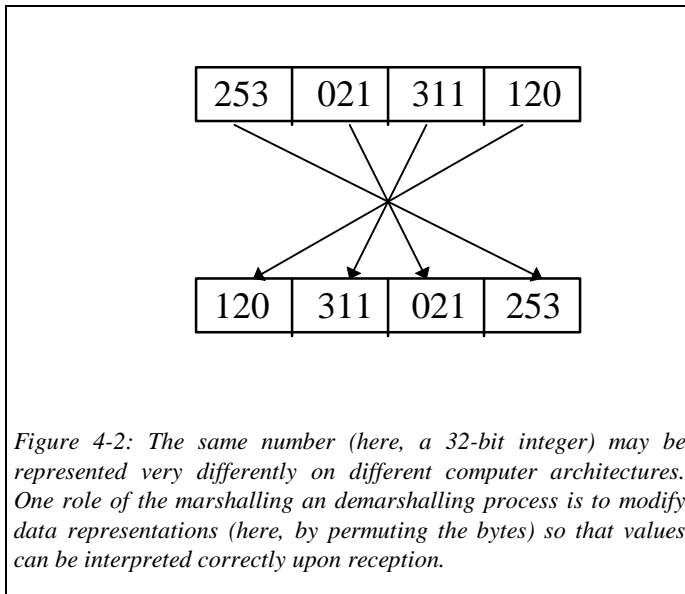 253 021 311 120
120 311 021 253
Figure 4-2: The same number (here, a 32-bit integer) may be
represented very differently on different computer architectures.
One role of the marshalling an demarshalling process is to modify
data representations (here, by permuting the bytes) so that values
can be interpreted correctly upon reception.